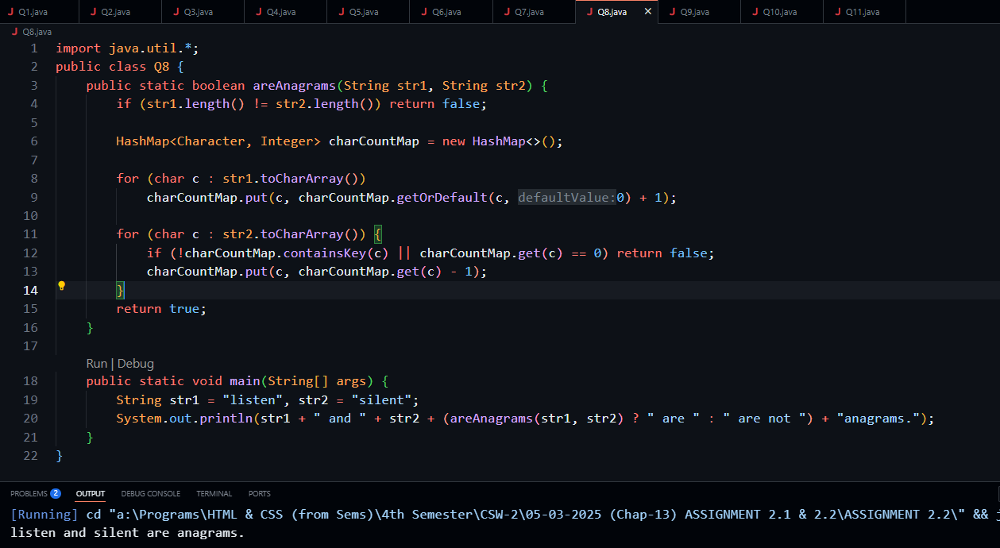 J Q1.java J Q2.java J Q3.java J Q4.java J Q5.java J Q6.java J Q7.java J Q8.java × J Q9.java J Q10.java J Q11.java
J Q8.java
1 import java.util.*;
2 public class Q8 {
3     public static boolean areAnagrams(String str1, String str2) {
4         if (str1.length() != str2.length()) return false;
5
6         HashMap<Character, Integer> charCountMap = new HashMap<>();
7
8         for (char c : str1.toCharArray())
9             charCountMap.put(c, charCountMap.getOrDefault(c, defaultValue:0) + 1);
10
11         for (char c : str2.toCharArray()) {
12             if (!charCountMap.containsKey(c) || charCountMap.get(c) == 0) return false;
13             charCountMap.put(c, charCountMap.get(c) - 1);
14         }
15         return true;
16     }
17
Run | Debug
18     public static void main(String[] args) {
19         String str1 = "listen", str2 = "silent";
20         System.out.println(str1 + " and " + str2 + (areAnagrams(str1, str2) ? " are " : " are not ") + "anagrams.");
21     }
22 }
PROBLEMS 2 OUTPUT DEBUG CONSOLE TERMINAL PORTS
[Running] cd "a:\Programs\HTML & CSS (from Sems)\4th Semester\CSW-2\05-03-2025 (Chap-13) ASSIGNMENT 2.1 & 2.2\ASSIGNMENT 2.2\" &&
listen and silent are anagrams.